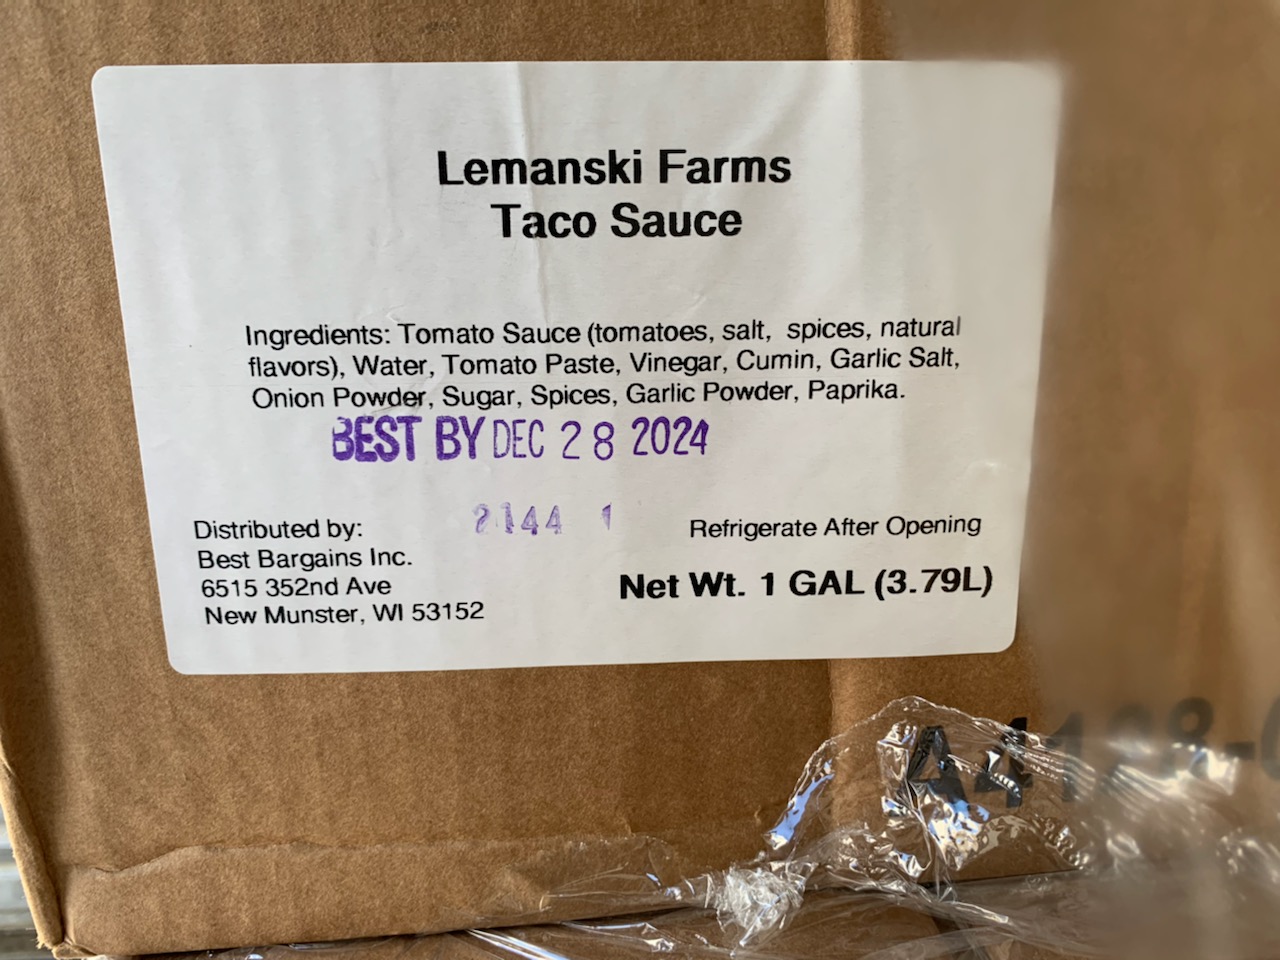 Lemanski Farms
Taco Sauce
Ingredients: Tomato Sauce (tomatoes, salt, spices, natural
flavors), Water, Tomato Paste, Vinegar, Cumin, Garlic Salt,
Onion Powder, Sugar, Spices, Garlic Powder, Paprika.
BEST BY DEC 28 2024
2144 1
Distributed by:
Best Bargains Inc.
6515 352nd Ave
New Munster, WI 53152
Refrigerate After Opening
Net Wt. 1 GAL (3.79L)